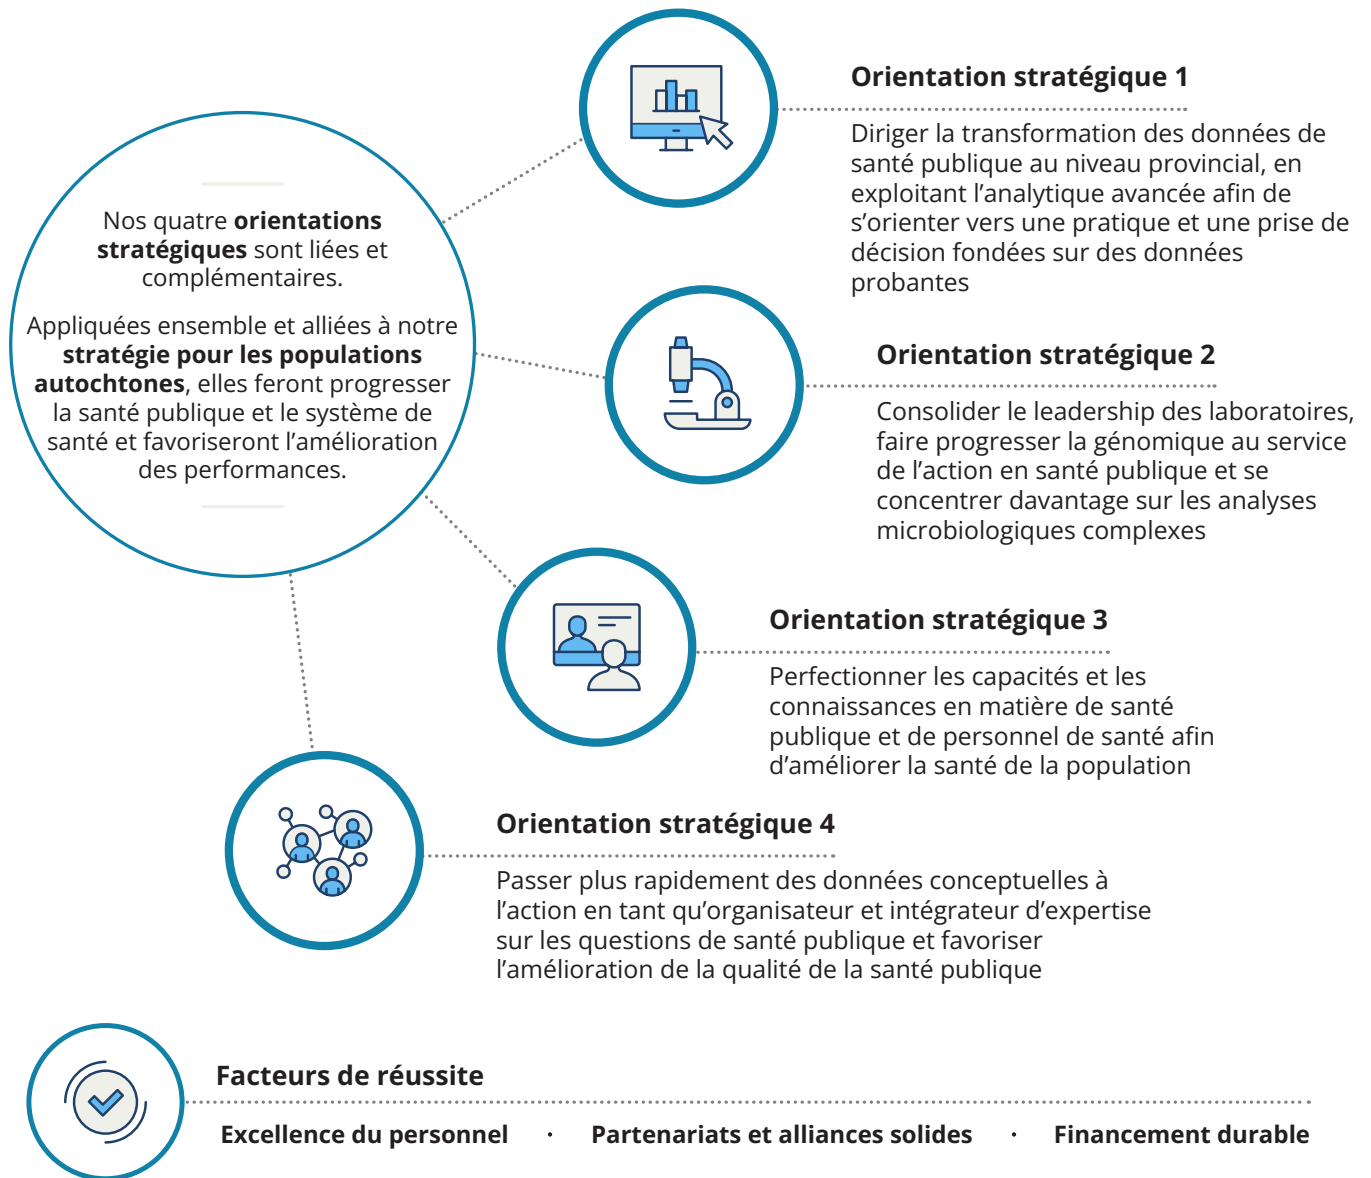 Nos quatre orientations
stratégiques sont liées et
complémentaires.
Appliquées ensemble et alliées à notre
stratégie pour les populations
autochtones, elles feront progresser
la santé publique et le système de
santé et favoriseront l’amélioration
des performances.
Orientation stratégique 1
Diriger la transformation des données de
santé publique au niveau provincial, en
exploitant l’analytique avancée afin de
s’orienter vers une pratique et une prise de
décision fondées sur des données
probantes
Orientation stratégique 2
Consolider le leadership des laboratoires,
faire progresser la génomique au service
de l’action en santé publique et se
concentrer davantage sur les analyses
microbiologiques complexes
Orientation stratégique 3
Perfectionner les capacités et les
connaissances en matière de santé
publique et de personnel de santé afin
d’améliorer la santé de la population
Orientation stratégique 4
Passer plus rapidement des données conceptuelles à
l’action en tant qu’organisateur et intégrateur d’expertise
sur les questions de santé publique et favoriser
l’amélioration de la qualité de la santé publique
Facteurs de réussite
Excellence du personnel · Partenariats et alliances solides · Financement durable